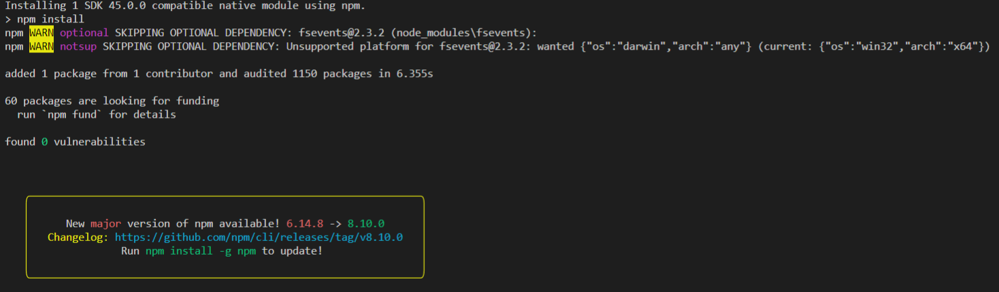 Installing 1 SDK 45.0.0 compatible native module using npm.
> npm install
npm WARN optional SKIPPING OPTIONAL DEPENDENCY: fsevents@2.3.2 (node_modules\fsevents):
npm WARN notsup SKIPPING OPTIONAL DEPENDENCY: Unsupported platform for fsevents@2.3.2: wanted {"os":"darwin","arch":"any"} (current: {"os":"win32","arch":"x64"})
added 1 package from 1 contributor and audited 1150 packages in 6.355s
60 packages are looking for funding
run `npm fund` for details
found 0 vulnerabilities
New major version of npm available! 6.14.8 -> 8.10.0
Changelog: https://github.com/npm/cli/releases/tag/v8.10.0
Run npm install -g npm to update!